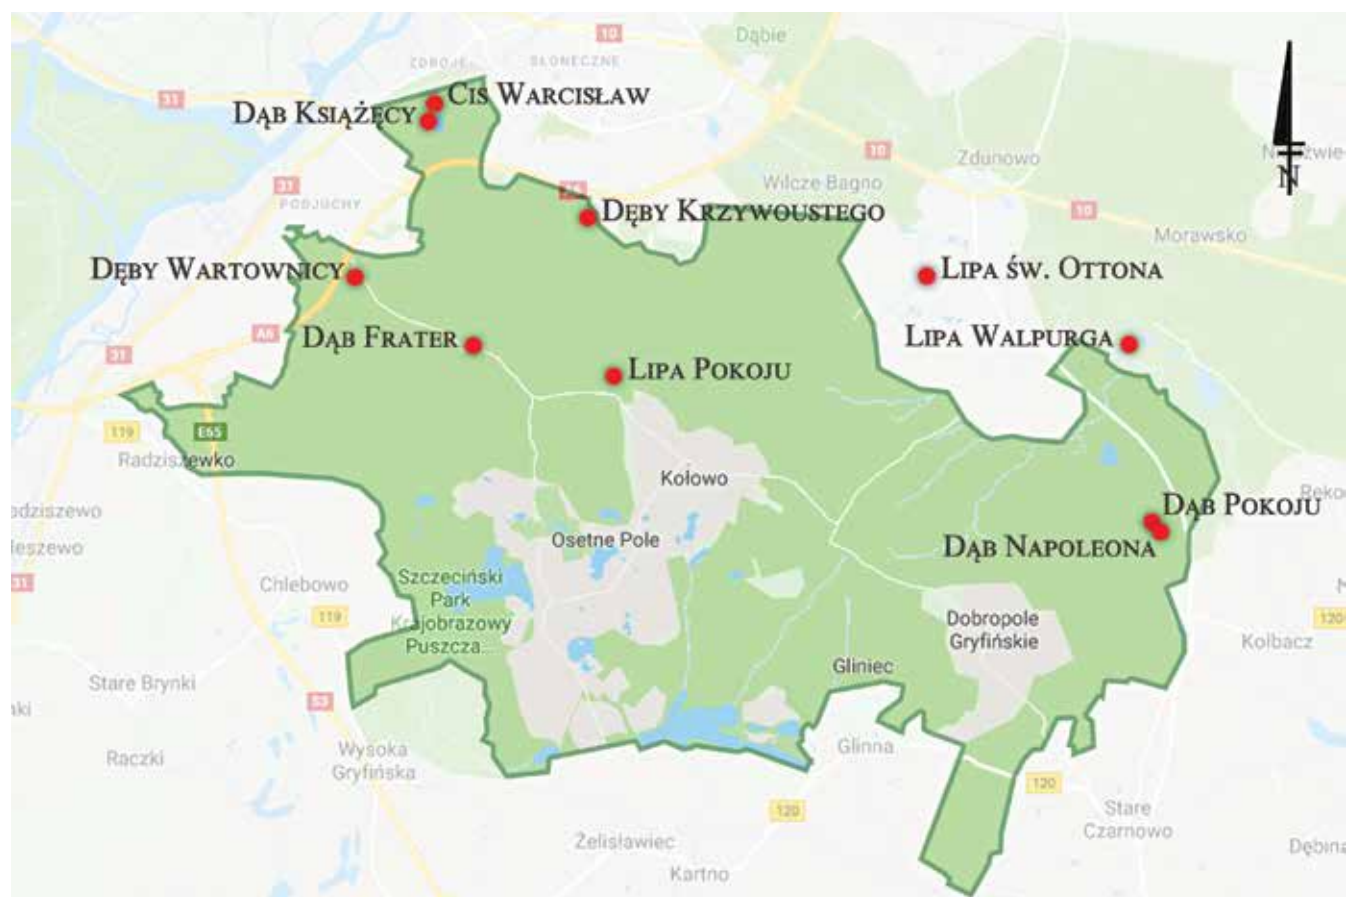 Dąbie
10
ZDROJE
SŁONECZNE
31
Cis Warcisław
Dąb Książęcy
10
Zdunowo
N
31
PODJUCHY
A6
Wilcze Bagno
10
Dęby Krzywoustego
Morawsko
Dęby Wartownicy
Lipa św. Ottona
A6
Dąb Frater
Lipa Walpurga
31
Lipa Pokoju
119
E65
Radziszewko
Kołowo
Dąb Pokoju
Osetne Pole
Dąb Napoleona
31
Szczeciński
Park
Krajobrazowy
Puszcza...
Chlebowo
119
Dobropole
Gryfińskie
120
Kołbacz
Gliniec
Stare Brynki
S3
Wysoka
Gryfińska
Raczki
Glinna
120
120
Stare
Czarnowo
Żelisławiec
Kartno